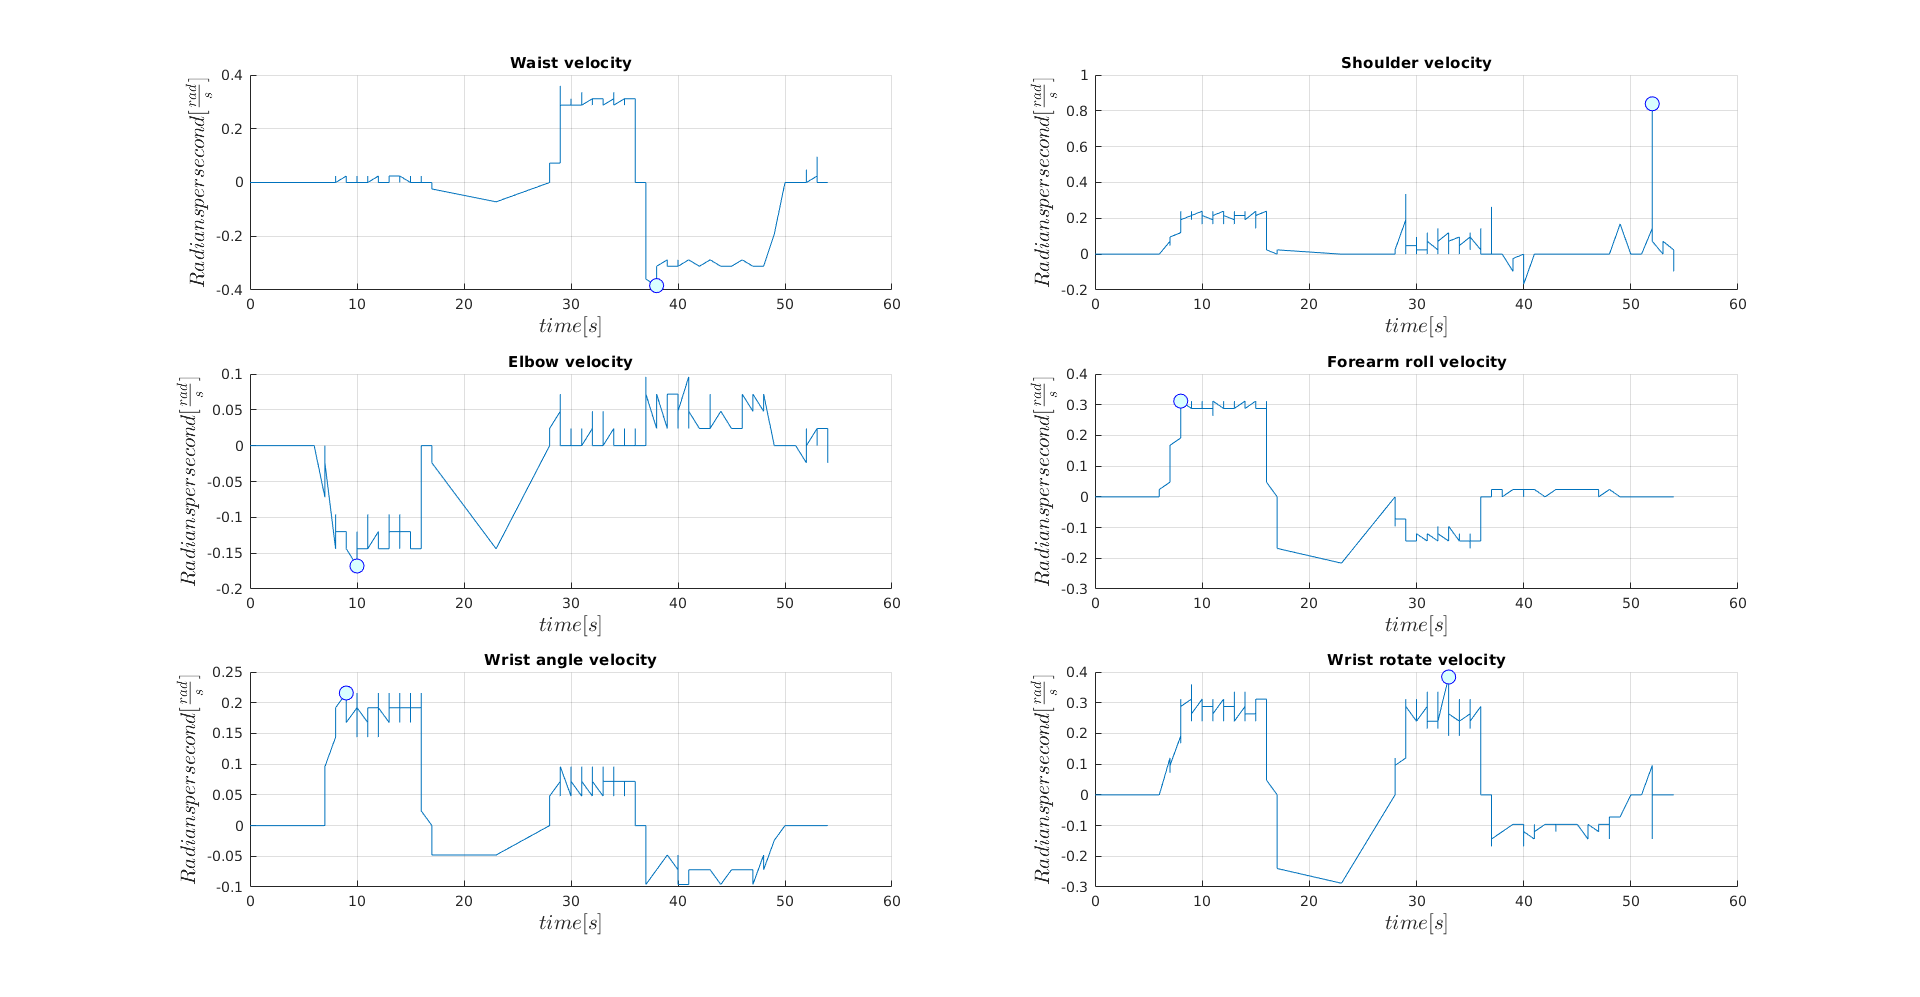 Waist velocity
Radianspersecond[rad/s]
0.4
0.2
0
-0.2
-0.4
0 10 20 30 40 50 60
time[s]
Shoulder velocity
Radianspersecond[rad/s]
1
0.8
0.6
0.4
0.2
0
-0.2
0 10 20 30 40 50 60
time[s]
Elbow velocity
Radianspersecond[rad/s]
0.1
0.05
0
-0.05
-0.1
-0.15
-0.2
0 10 20 30 40 50 60
time[s]
Forearm roll velocity
Radianspersecond[rad/s]
0.4
0.3
0.2
0.1
0
-0.1
-0.2
-0.3
0 10 20 30 40 50 60
time[s]
Wrist angle velocity
Radianspersecond[rad/s]
0.25
0.2
0.15
0.1
0.05
0
-0.05
-0.1
0 10 20 30 40 50 60
time[s]
Wrist rotate velocity
Radianspersecond[rad/s]
0.4
0.3
0.2
0.1
0
-0.1
-0.2
-0.3
0 10 20 30 40 50 60
time[s]